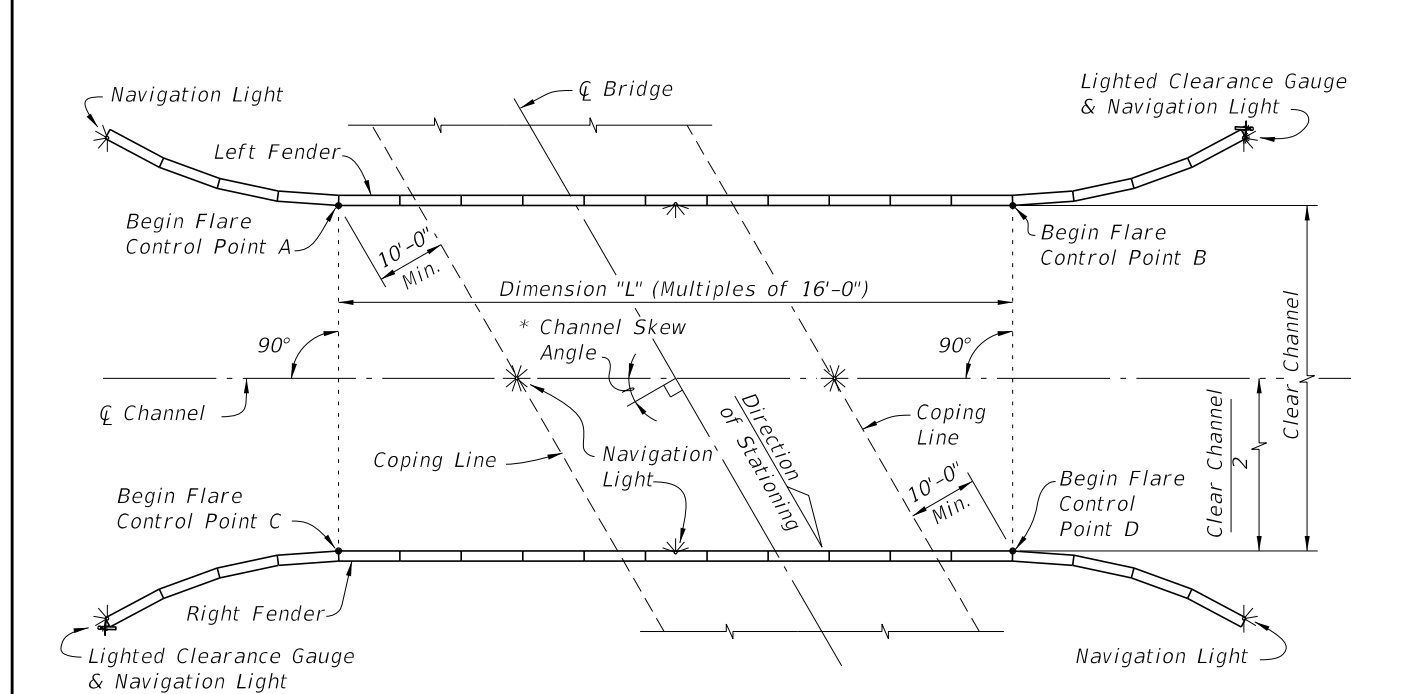 Lighted Clearance Gauge
& Navigation Light
Navigation Light
℄ Bridge
Left Fender
Begin Flare
Control Point A
10'-0"
Min.
Begin Flare
Control Point B
Dimension "L" (Multiples of 16'-0")
* Channel Skew
Angle
90°
90°
℄ Channel
Clear Channel
Clear Channel
2
Direction
of Stationing
Coping
Line
Coping Line
Navigation
Light
10'-0"
Min.
Begin Flare
Control Point C
Begin Flare
Control
Point D
Right Fender
Lighted Clearance Gauge
& Navigation Light
Navigation Light